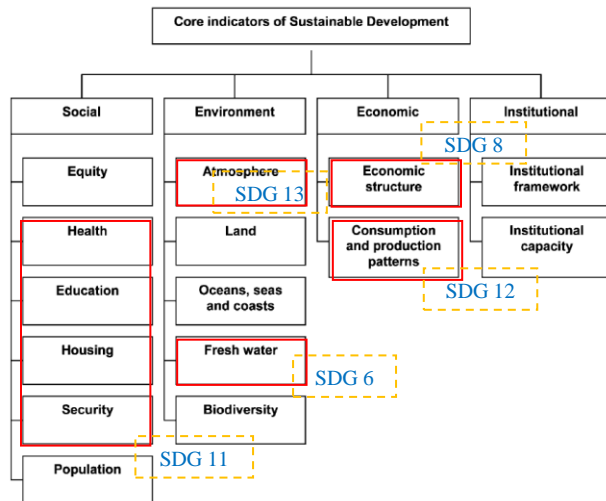 Core indicators of Sustainable Development
Social
Environment
Economic
Institutional
SDG 8
Equity
Atmosphere
Economic
structure
Institutional
framework
SDG 13
Health
Land
Consumption
and production
patterns
Institutional
capacity
SDG 12
Education
Oceans, seas
and coasts
Housing
Fresh water
SDG 6
Security
Biodiversity
SDG 11
Population